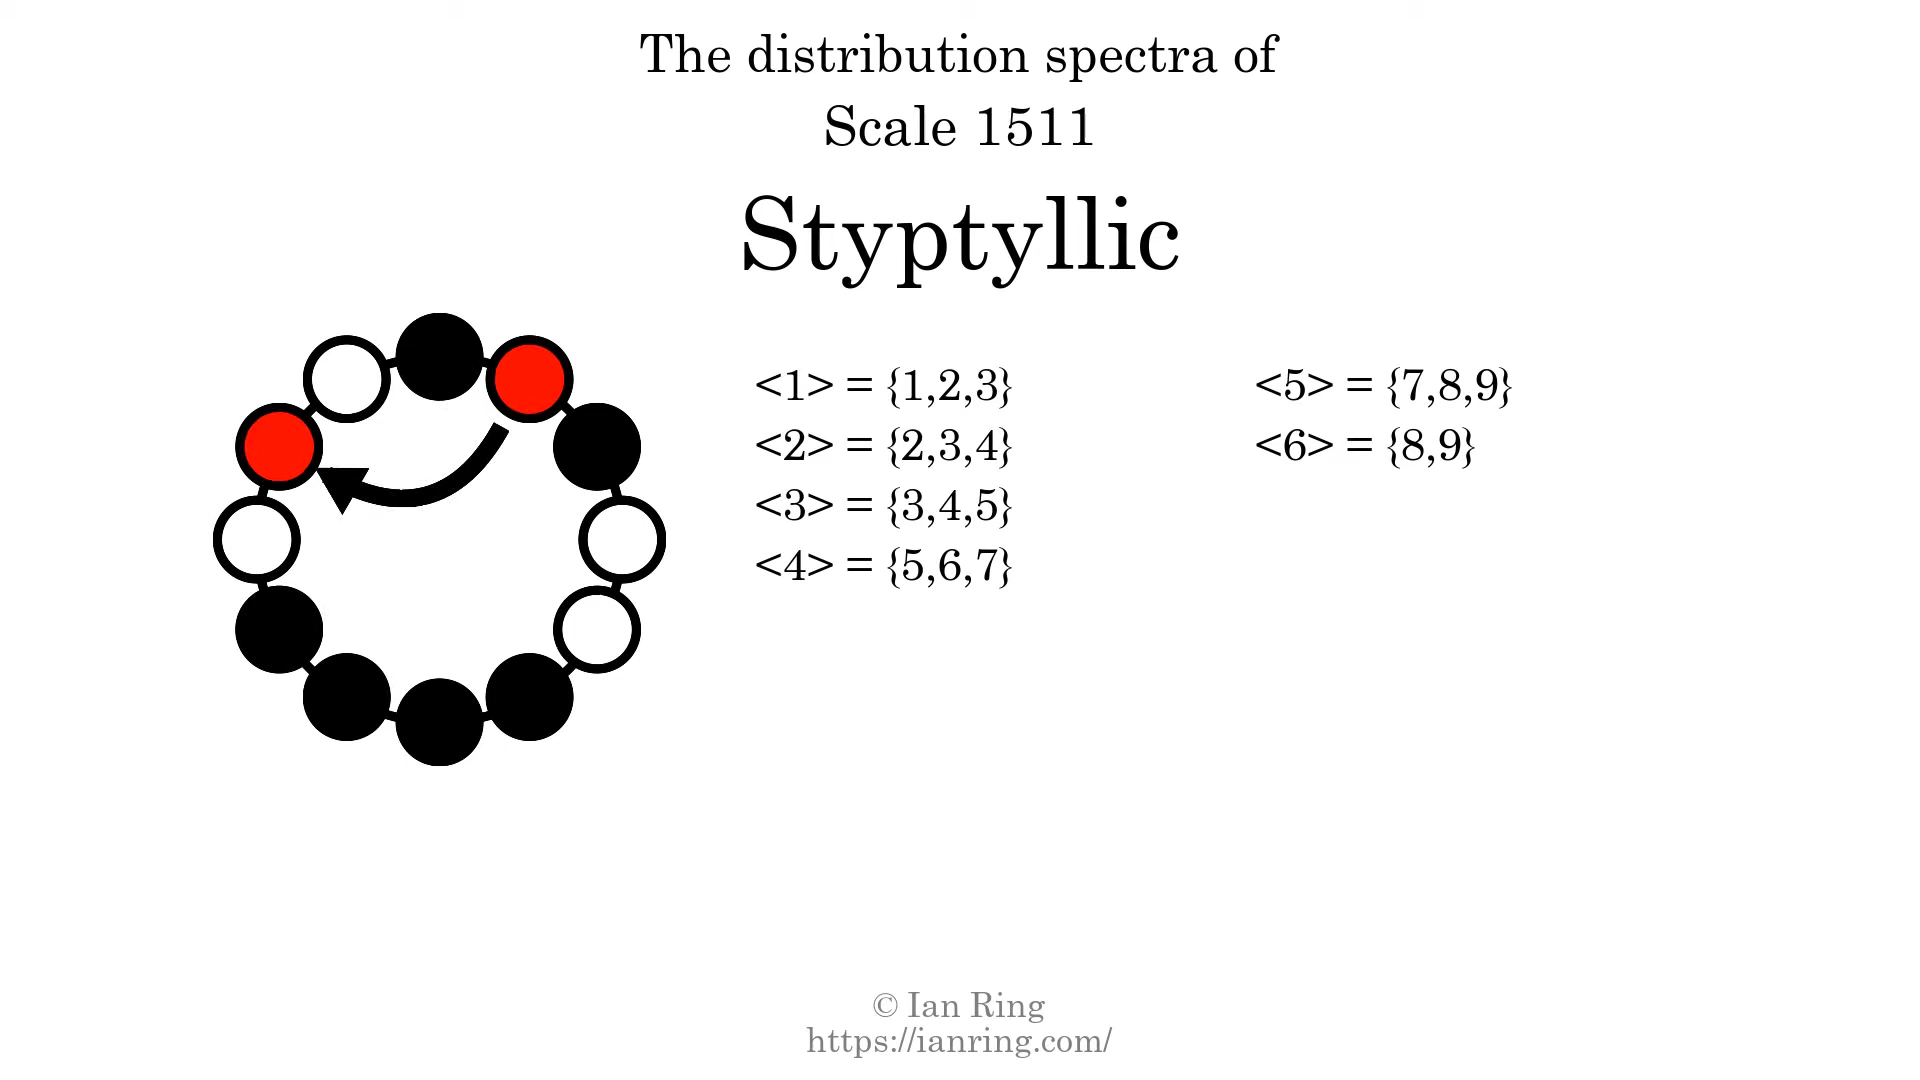 The distribution spectra of
Scale 1511
Styptyllic
<1> = {1,2,3}
<2> = {2,3,4}
<3> = {3,4,5}
<4> = {5,6,7}
<5> = {7,8,9}
<6> = {8,9}
© Ian Ring
https://ianring.com/